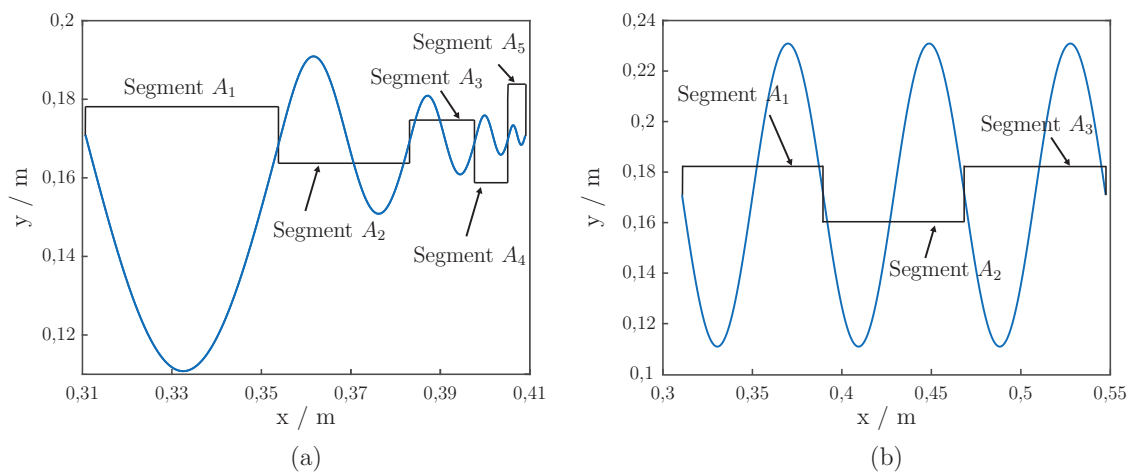 0,2
0,18
0,16
0,14
0,12
y / m
0,31
0,33
0,35
0,37
0,39
0,41
x / m
Segment A1
Segment A2
Segment A3
Segment A4
Segment A5
(a)
0,24
0,22
0,2
0,18
0,16
0,14
0,12
0,1
y / m
0,3
0,35
0,4
0,45
0,5
0,55
x / m
Segment A1
Segment A2
Segment A3
(b)